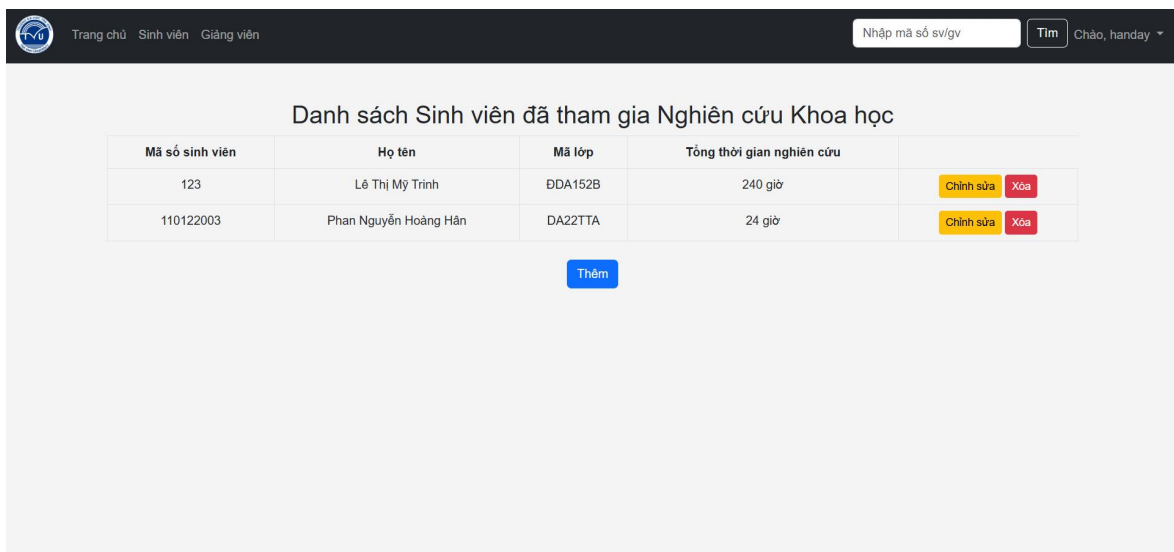 Trang chủ Sinh viên Giảng viên Nhập mã số sv/gv Tìm Chào, handay
Danh sách Sinh viên đã tham gia Nghiên cứu Khoa học
Mã số sinh viên Họ tên Mã lớp Tổng thời gian nghiên cứu
123 Lê Thị Mỹ Trinh ĐDA152B 240 giờ Chỉnh sửa Xóa
110122003 Phan Nguyễn Hoàng Hân DA22TTA 24 giờ Chỉnh sửa Xóa
Thêm